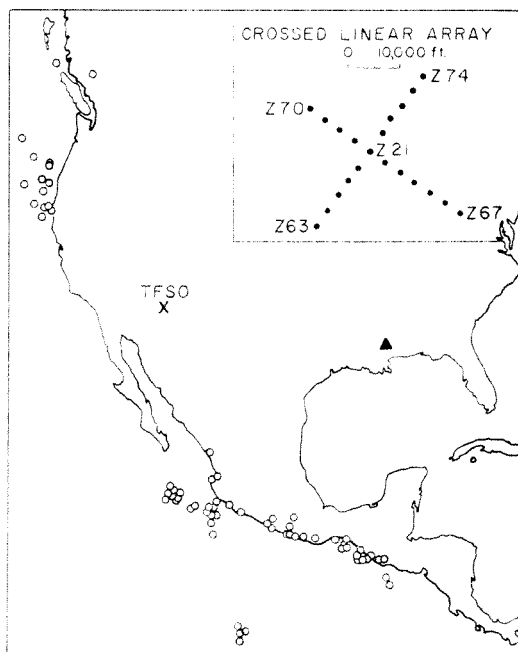 CROSSED LINEAR ARRAY
0 10,000 ft.
Z74
Z70
Z21
Z63
Z67
TFSO
X